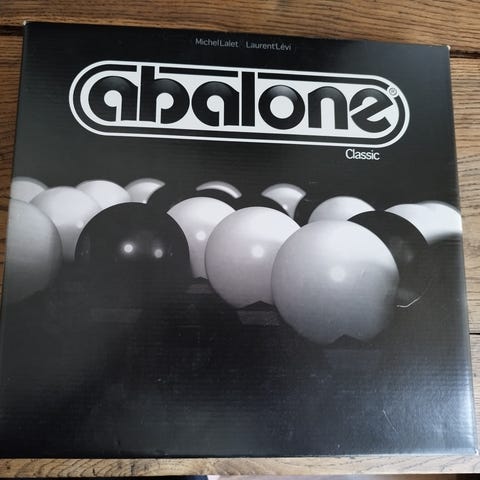 Michel Lalet Laurent Lévi
abalone®
Classic